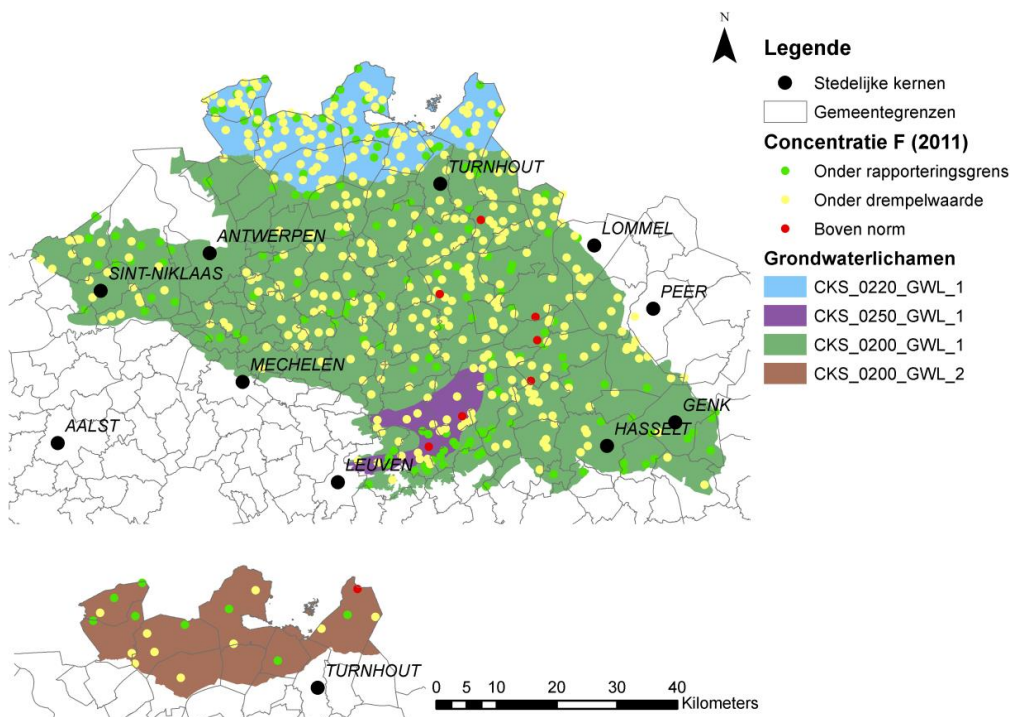 N
TURNHOUT
ANTWERPEN
LOMMEL
SINT-NIKLAAS
PEER
MECHELEN
GENK
AALST
HASSELT
LEUVEN
Legende
Stedelijke kernen
Gemeentegrenzen
Concentratie F (2011)
Onder rapporteringsgrens
Onder drempelwaarde
Boven norm
Grondwaterlichamen
CKS_0220_GWL_1
CKS_0250_GWL_1
CKS_0200_GWL_1
CKS_0200_GWL_2
TURNHOUT
0 5 10 20 30 40
Kilometers